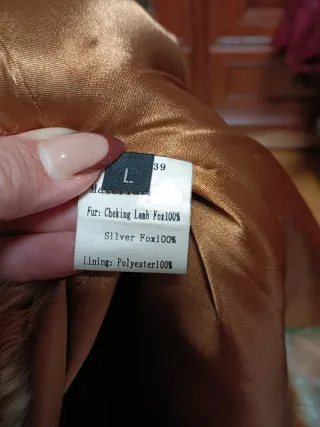 L
39
Material
Fur: Cheking Lamb Fox100%
Silver Fox100%
Lining: Polyester100%